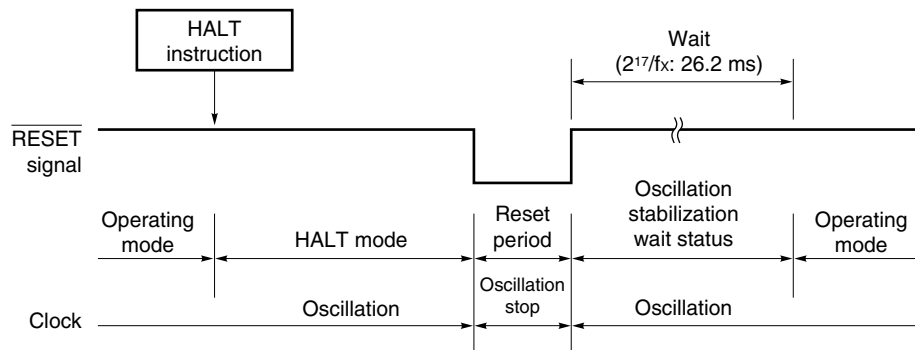 HALT
instruction
Wait
(2¹⁷/fx: 26.2 ms)
RESET
signal
Operating
mode
HALT mode
Reset
period
Oscillation
stabilization
wait status
Operating
mode
Clock
Oscillation
Oscillation
stop
Oscillation